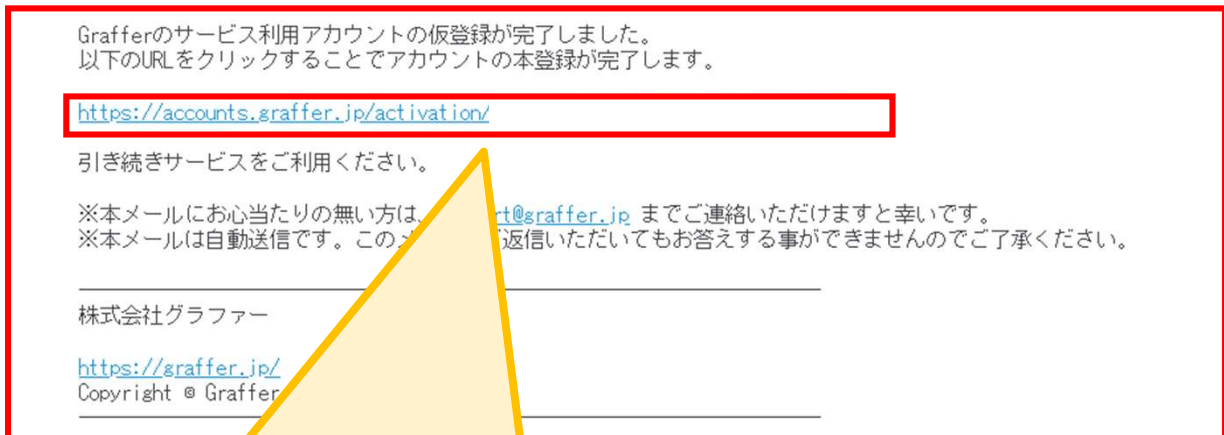 Grafferのサービス利用アカウントの仮登録が完了しました。
以下のURLをクリックすることでアカウントの本登録が完了します。
https://accounts.graffer.jp/activation/
引き続きサービスをご利用ください。
※本メールにお心当たりの無い方は、 rt@graffer.jp までご連絡いただけますと幸いです。
※本メールは自動送信です。この 返信いただいてもお答えする事ができませんのでご了承ください。
株式会社グラファー
https://graffer.jp/
Copyright © Graffer